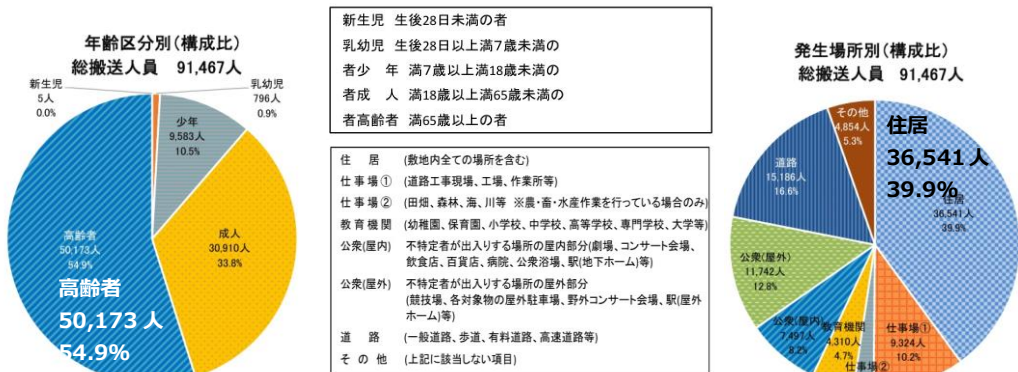 年齢区分別(構成比)
総搬送人員 91,467人
新生児
5人
0.0%
乳幼児
796人
0.9%
少年
9,583人
10.5%
成人
30,910人
33.8%
高齢者
50,173人
54.9%
高齢者
50,173人
54.9%
新生児 生後28日未満の者
乳幼児 生後28日以上満7歳未満の
者少 年 満7歳以上満18歳未満の
者成 人 満18歳以上満65歳未満の
者高齢者 満65歳以上の者
住 居 (敷地内全ての場所を含む)
仕事場① (道路工事現場、工場、作業所等)
仕事場② (田畑、森林、海、川等 ※農・畜・水産作業を行っている場合のみ)
教育機関 (幼稚園、保育園、小学校、中学校、高等学校、専門学校、大学等)
公衆(屋内) 不特定者が出入りする場所の屋内部分(劇場、コンサート会場、
飲食店、百貨店、病院、公衆浴場、駅(地下ホーム)等)
公衆(屋外) 不特定者が出入りする場所の屋外部分
(競技場、各対象物の屋外駐車場、野外コンサート会場、駅(屋外
ホーム)等)
道 路 (一般道路、歩道、有料道路、高速道路等)
そ の 他 (上記に該当しない項目)
発生場所別(構成比)
総搬送人員 91,467人
その他
4,854人
5.3%
住居
36,541人
39.9%
住居
36,541人
39.9%
道路
15,186人
16.6%
公衆(屋外)
11,742人
12.8%
公衆(屋内)
7,497人
8.2%
教育機関
4,310人
4.7%
仕事場①
9,324人
10.2%
仕事場②